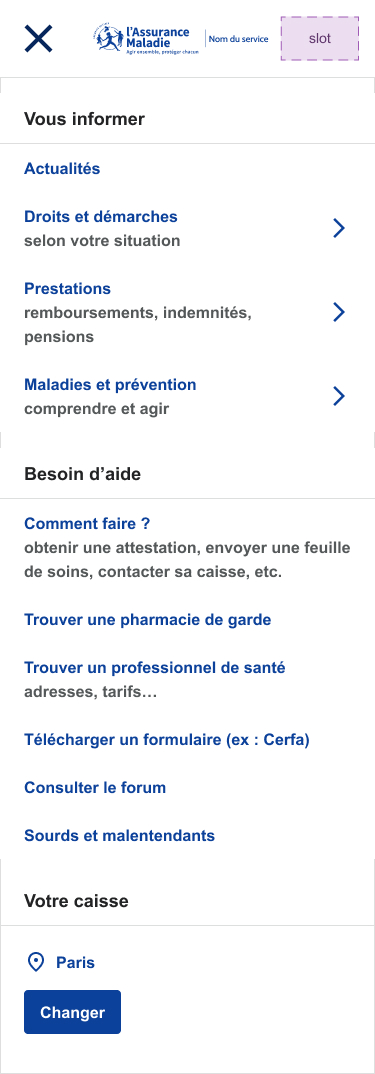 l'Assurance
Maladie
Agir ensemble, protéger chacun
Nom du service
slot
Vous informer
Actualités
Droits et démarches
selon votre situation
Prestations
remboursements, indemnités,
pensions
Maladies et prévention
comprendre et agir
Besoin d’aide
Comment faire ?
obtenir une attestation, envoyer une feuille
de soins, contacter sa caisse, etc.
Trouver une pharmacie de garde
Trouver un professionnel de santé
adresses, tarifs…
Télécharger un formulaire (ex : Cerfa)
Consulter le forum
Sourds et malentendants
Votre caisse
Paris
Changer